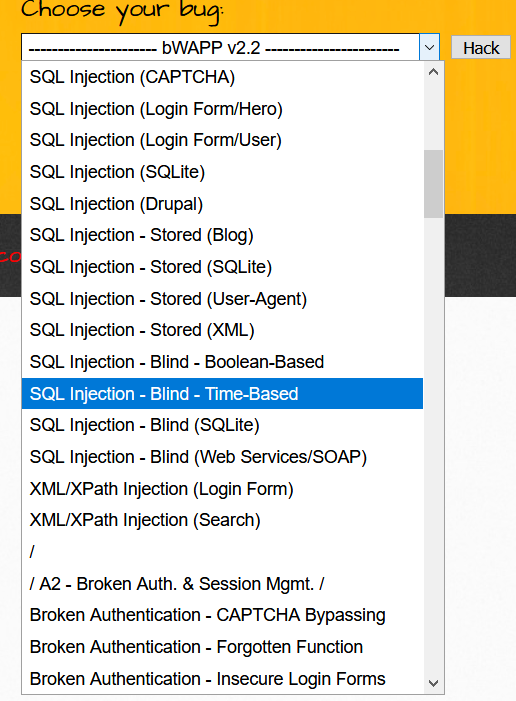 Choose your bug:
--------------------- bWAPP v2.2 ----------------------
Hack
SQL Injection (CAPTCHA)
SQL Injection (Login Form/Hero)
SQL Injection (Login Form/User)
SQL Injection (SQLite)
SQL Injection (Drupal)
SQL Injection - Stored (Blog)
SQL Injection - Stored (SQLite)
SQL Injection - Stored (User-Agent)
SQL Injection - Stored (XML)
SQL Injection - Blind - Boolean-Based
SQL Injection - Blind - Time-Based
SQL Injection - Blind (SQLite)
SQL Injection - Blind (Web Services/SOAP)
XML/XPath Injection (Login Form)
XML/XPath Injection (Search)
/
/ A2 - Broken Auth. & Session Mgmt. /
Broken Authentication - CAPTCHA Bypassing
Broken Authentication - Forgotten Function
Broken Authentication - Insecure Login Forms